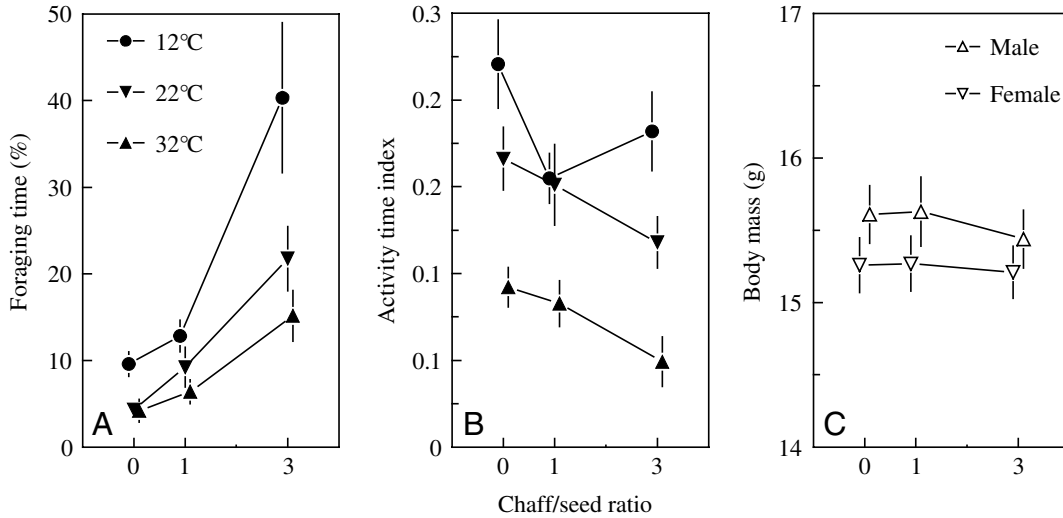 50
40
30
20
10
0
Foraging time (%)
12℃
22℃
32℃
A
0 1 3
0.3
0.2
0.2
0.1
0.1
0
Activity time index
B
0 1 3
Chaff/seed ratio
17
16
15
14
Body mass (g)
Male
Female
C
0 1 3